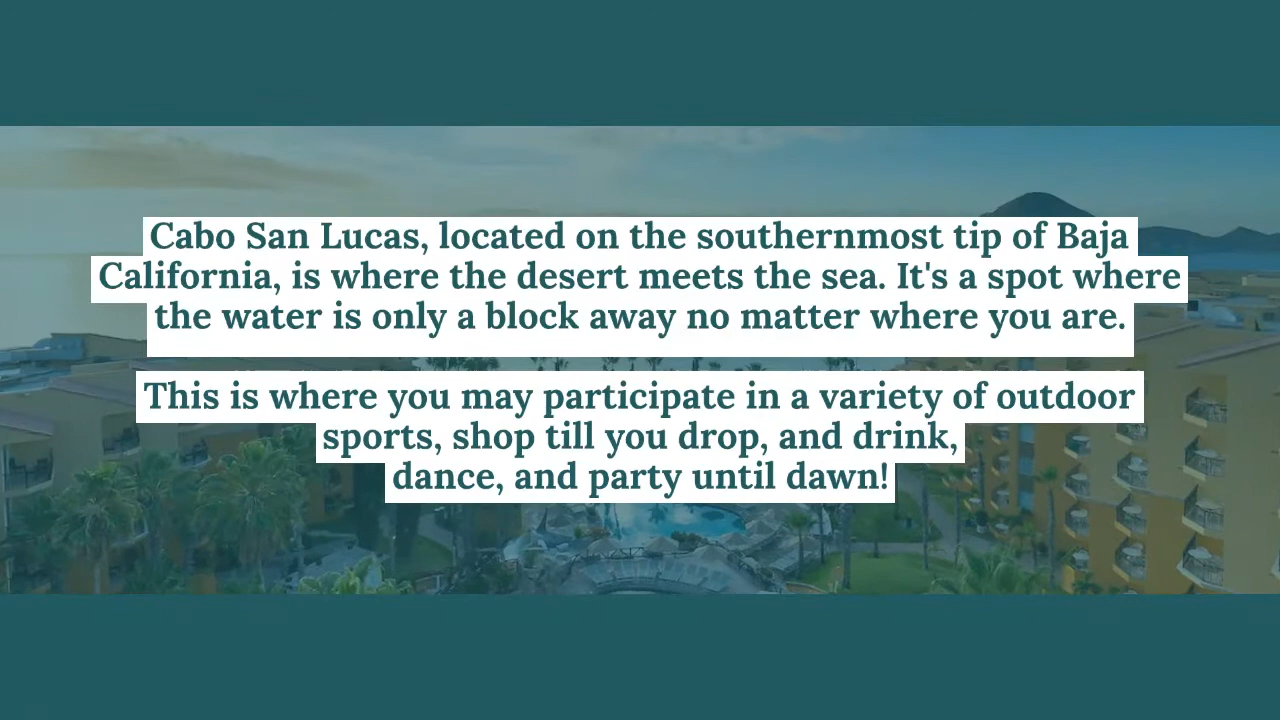 Cabo San Lucas, located on the southernmost tip of Baja
California, is where the desert meets the sea. It's a spot where
the water is only a block away no matter where you are.
This is where you may participate in a variety of outdoor
sports, shop till you drop, and drink,
dance, and party until dawn!